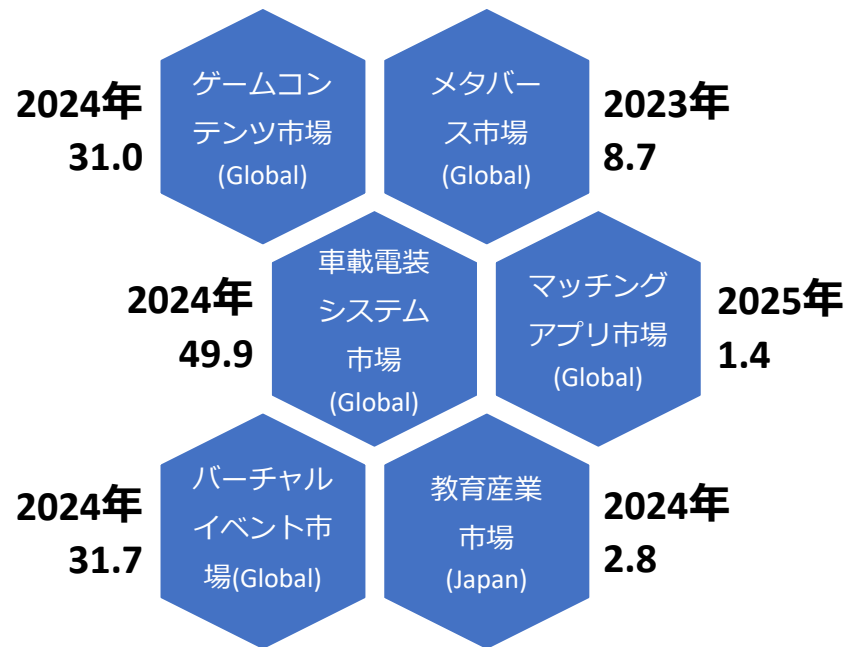 2024年
31.0
ゲームコン
テンツ市場
(Global)
メタバー
ス市場
(Global)
2023年
8.7
2024年
49.9
車載電装
システム
市場
(Global)
マッチング
アプリ市場
(Global)
2025年
1.4
2024年
31.7
バーチャル
イベント市
場(Global)
教育産業
市場
(Japan)
2024年
2.8